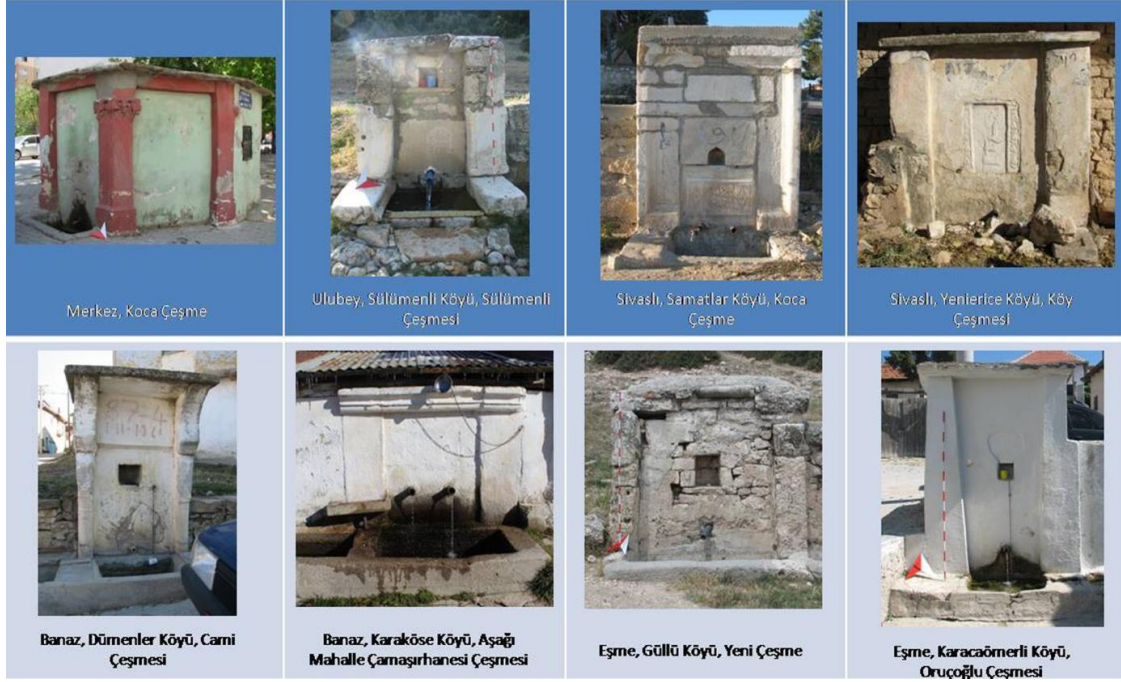 Merkez, Koca Çeşme
Ulubey, Sülümenli Köyü, Sülümenli
Çeşmesi
Sivaslı, Samatlar Köyü, Koca
Çeşme
Sivaslı, Yenierice Köyü, Köy
Çeşmesi
Banaz, Dümenler Köyü, Cami
Çeşmesi
Banaz, Karaköse Köyü, Aşağı
Mahalle Çamaşırhanesi Çeşmesi
Eşme, Güllü Köyü, Yeni Çeşme
Eşme, Karacaömerli Köyü,
Oruçoğlu Çeşmesi